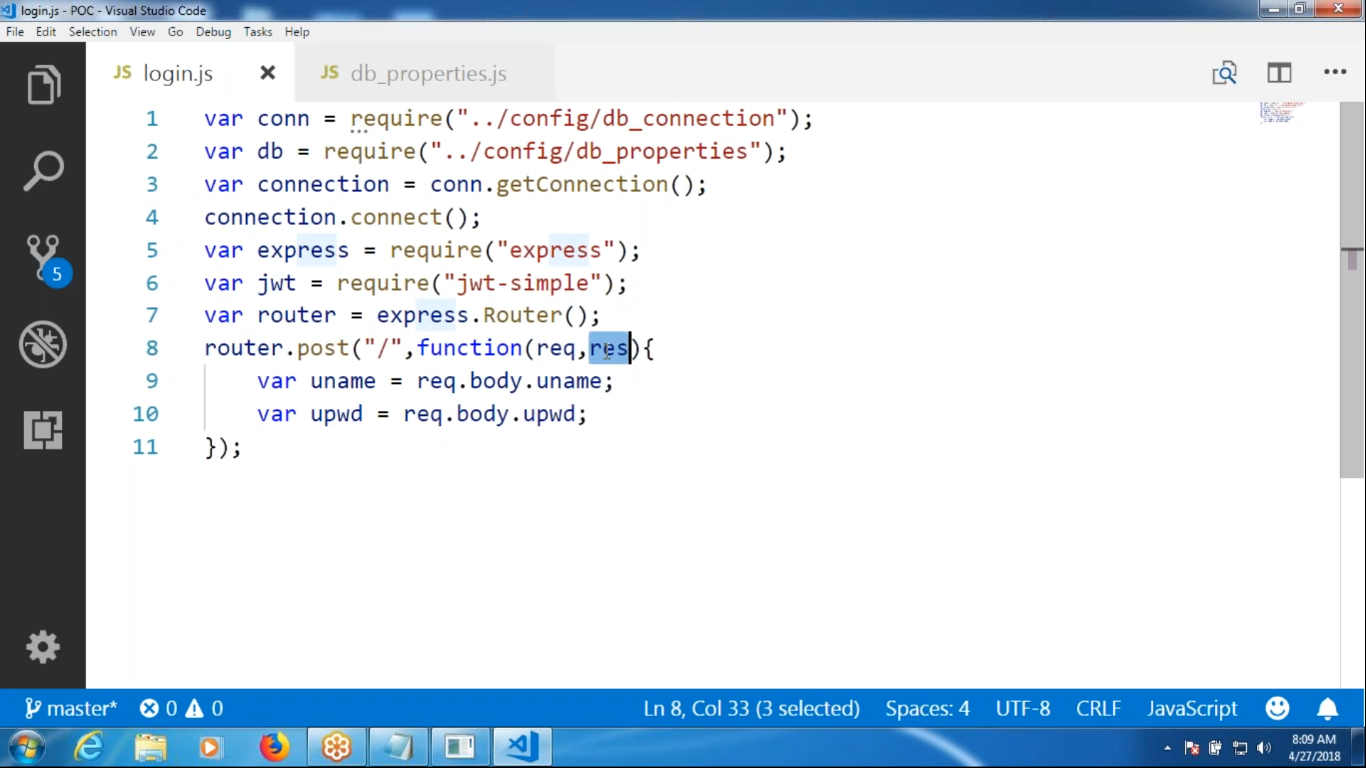 login.js - POC - Visual Studio Code
File Edit Selection View Go Debug Tasks Help
JS login.js JS db_properties.js
1 var conn = require("../config/db_connection");
2 var db = require("../config/db_properties");
3 var connection = conn.getConnection();
4 connection.connect();
5 var express = require("express");
6 var jwt = require("jwt-simple");
7 var router = express.Router();
8 router.post("/",function(req,res){
9 var uname = req.body.uname;
10 var upwd = req.body.upwd;
11 });
5
master* 0 0 Ln 8, Col 33 (3 selected) Spaces: 4 UTF-8 CRLF JavaScript
8:09 AM
4/27/2018